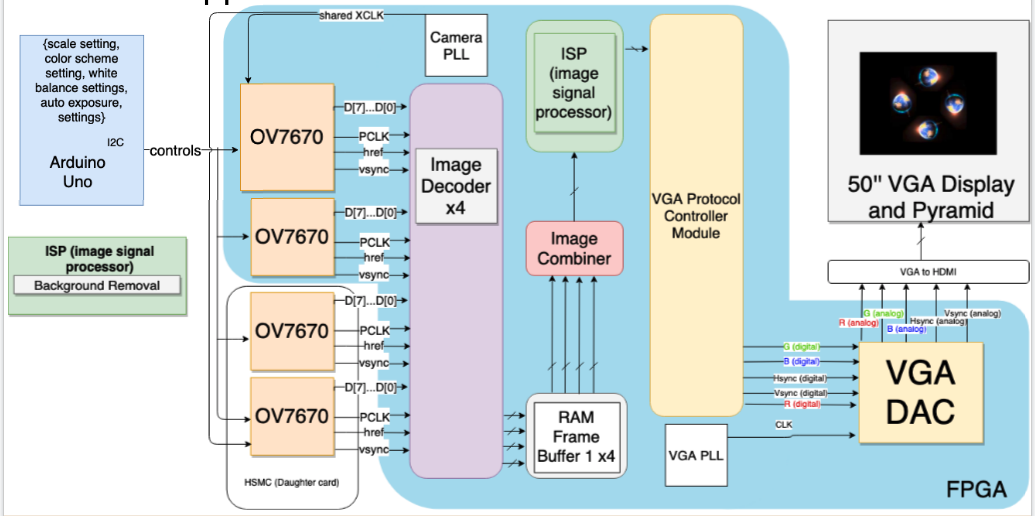 shared XCLK
Camera
PLL
{scale setting,
color scheme
setting, white
balance settings,
auto exposure,
settings}
I2C
Arduino
Uno
controls
ISP (image signal
processor)
Background Removal
OV7670
D[7]...D[0]
PCLK
href
vsync
OV7670
D[7]...D[0]
PCLK
href
vsync
OV7670
D[7]...D[0]
PCLK
href
vsync
OV7670
D[7]...D[0]
PCLK
href
vsync
HSMC (Daughter card)
Image
Decoder
x4
ISP
(image
signal
processor)
Image
Combiner
RAM
Frame
Buffer 1 x4
VGA Protocol
Controller
Module
VGA PLL
G (digital)
B (digital)
Hsync (digital)
Vsync (digital)
R (digital)
CLK
50" VGA Display
and Pyramid
VGA to HDMI
G (analog)
R (analog)
B (analog)
Hsync (analog)
Vsync (analog)
VGA
DAC
FPGA